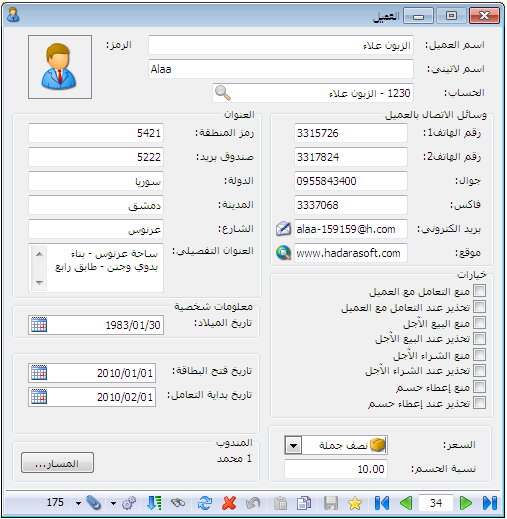 العميل
اسم العميل: الزبون علاء
الرمز:
اسم لاتيني: Alaa
الحساب: 1230 - الزبون علاء
وسائل الاتصال بالعميل
رقم الهاتف1: 3315726
رقم الهاتف2: 3317824
جوال: 0955843400
فاكس: 3337068
بريد الكتروني: alaa-159159@h.com
موقع: www.hadarasoft.com
خيارات
منع التعامل مع العميل
تحذير عند التعامل مع العميل
منع البيع الآجل
تحذير عند البيع الآجل
منع الشراء الآجل
تحذير عند الشراء الآجل
منع إعطاء حسم
تحذير عند إعطاء حسم
السعر: نصف جملة
نسبة الحسم: 10.00
العنوان
رمز المنطقة: 5421
صندوق بريد: 5222
الدولة: سوريا
المدينة: دمشق
الشارع: عرنوس
العنوان التفصيلي: ساحة عرنوس - بناء
بدوي وجتن - طابق رابع
معلومات شخصية
تاريخ الميلاد: 1983/01/30
تاريخ فتح البطاقة: 2010/01/01
تاريخ بداية التعامل: 2010/02/01
المندوب
1 محمد
المسار...
34
175